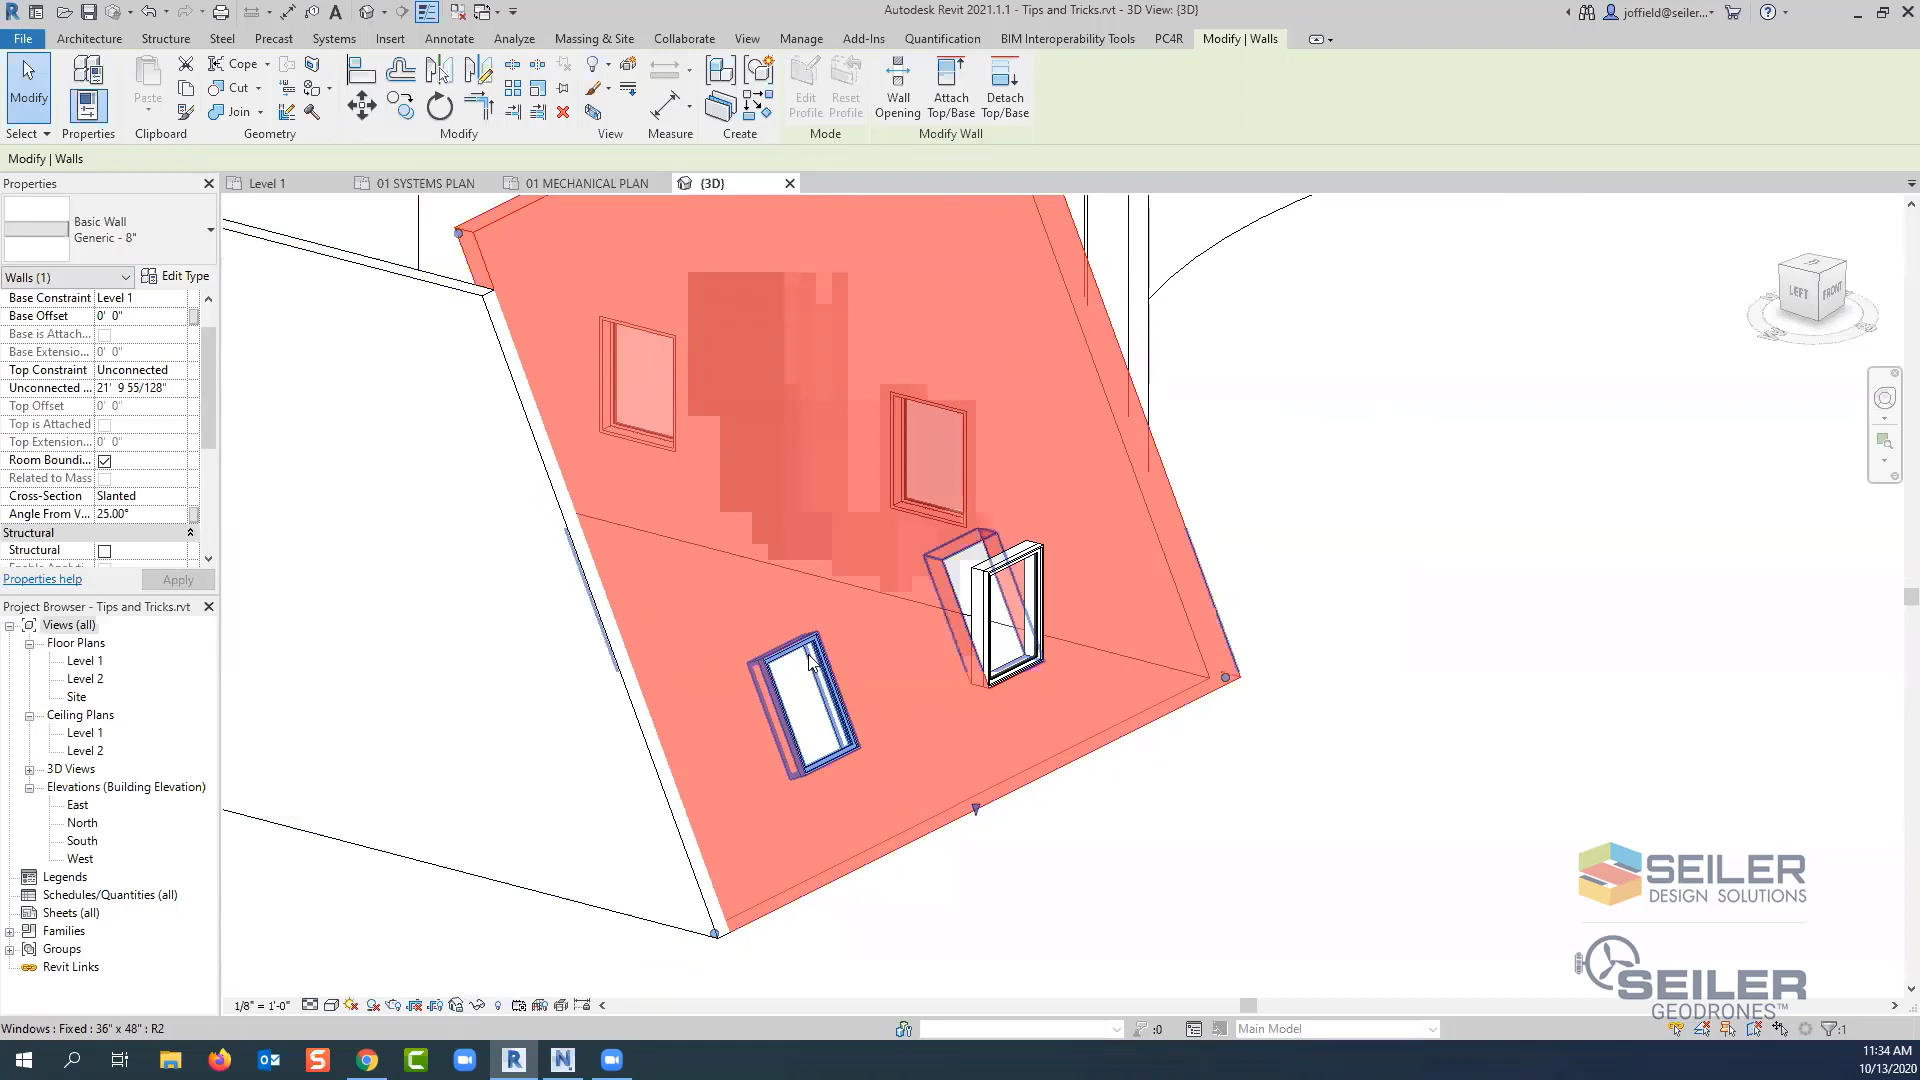 Autodesk Revit 2021.1.1 - Tips and Tricks.rvt - 3D View: {3D}
joffield@seiler...
File Architecture Structure Steel Precast Systems Insert Annotate Analyze Massing & Site Collaborate View Manage Add-Ins Quantification BIM Interoperability Tools PC4R Modify | Walls
Modify
Paste
Cope
Cut
Join
Edit Profile
Reset Profile
Wall Opening
Attach Top/Base
Detach Top/Base
Select Properties Clipboard Geometry Modify View Measure Create Mode Modify Wall
Modify | Walls
Properties
Level 1 01 SYSTEMS PLAN 01 MECHANICAL PLAN {3D}
Basic Wall
Generic - 8"
Walls (1) Edit Type
Base Constraint Level 1
Base Offset 0' 0"
Base is Attach...
Base Extensio... 0' 0"
Top Constraint Unconnected
Unconnected ... 21' 9 55/128"
Top Offset 0' 0"
Top is Attached
Top Extension... 0' 0"
Room Boundi...
Related to Mass
Cross-Section Slanted
Angle From V... 25.00°
Structural
Structural
Properties help Apply
Project Browser - Tips and Tricks.rvt
Views (all)
Floor Plans
Level 1
Level 2
Site
Ceiling Plans
Level 1
Level 2
3D Views
Elevations (Building Elevation)
East
North
South
West
Legends
Schedules/Quantities (all)
Sheets (all)
Families
Groups
Revit Links
LEFT FRONT
SEILER
DESIGN SOLUTIONS
SEILER
GEODRONES™
1/8" = 1'-0"
Windows : Fixed : 36" x 48" : R2
:0
Main Model
:1
11:34 AM
10/13/2020